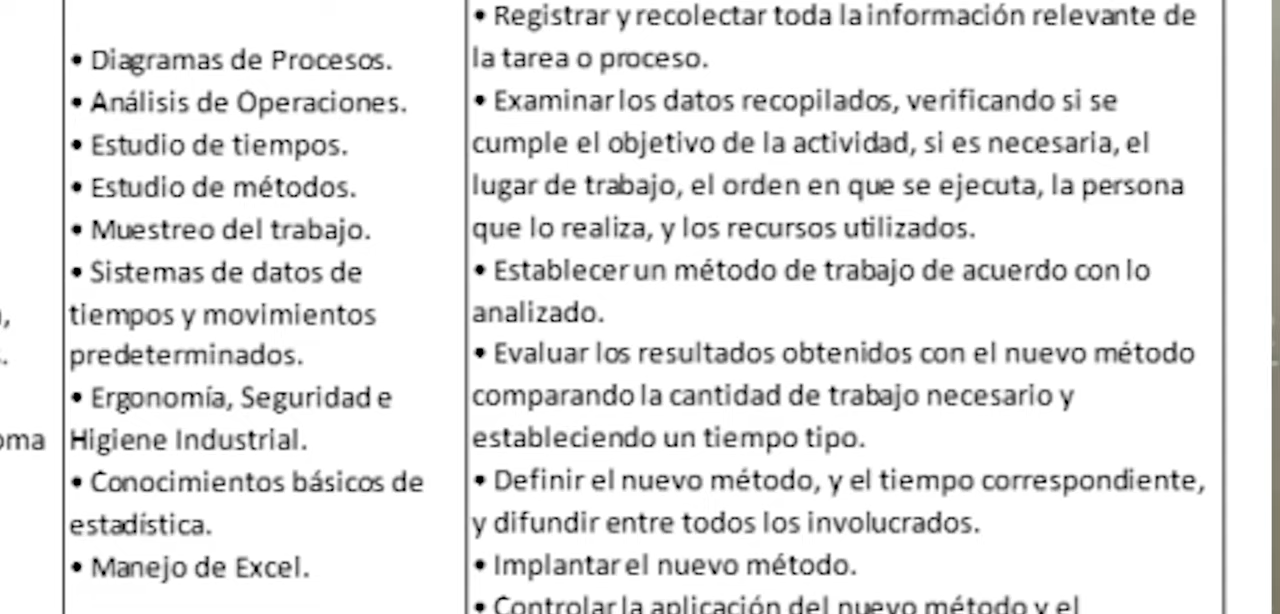 ,
.
oma
• Diagramas de Procesos.
• Análisis de Operaciones.
• Estudio de tiempos.
• Estudio de métodos.
• Muestreo del trabajo.
• Sistemas de datos de
tiempos y movimientos
predeterminados.
• Ergonomía, Seguridad e
Higiene Industrial.
• Conocimientos básicos de
estadística.
• Manejo de Excel.
• Registrar y recolectar toda la información relevante de
la tarea o proceso.
• Examinar los datos recopilados, verificando si se
cumple el objetivo de la actividad, si es necesaria, el
lugar de trabajo, el orden en que se ejecuta, la persona
que lo realiza, y los recursos utilizados.
• Establecer un método de trabajo de acuerdo con lo
analizado.
• Evaluar los resultados obtenidos con el nuevo método
comparando la cantidad de trabajo necesario y
estableciendo un tiempo tipo.
• Definir el nuevo método, y el tiempo correspondiente,
y difundir entre todos los involucrados.
• Implantar el nuevo método.
• Controlar la aplicación del nuevo método y el